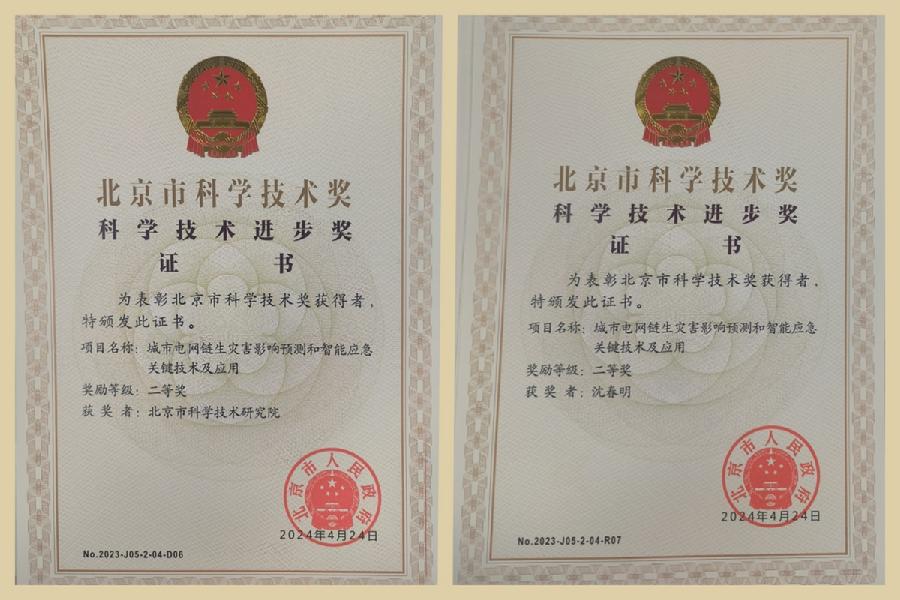 北京市科学技术奖
科学技术进步奖
证 书
为表彰北京市科学技术奖获得者，
特颁发此证书。
项目名称：城市电网链生灾害影响预测和智能应急
关键技术及应用
奖励等级：二等奖
获 奖 者：北京市科学技术研究院
北京市人民政府
2024年4月24日
No.2023-J05-2-04-D06
北京市科学技术奖
科学技术进步奖
证 书
为表彰北京市科学技术奖获得者，
特颁发此证书。
项目名称：城市电网链生灾害影响预测和智能应急
关键技术及应用
奖励等级：二等奖
获 奖 者：沈春明
北京市人民政府
2024年4月24日
No.2023-J05-2-04-R07